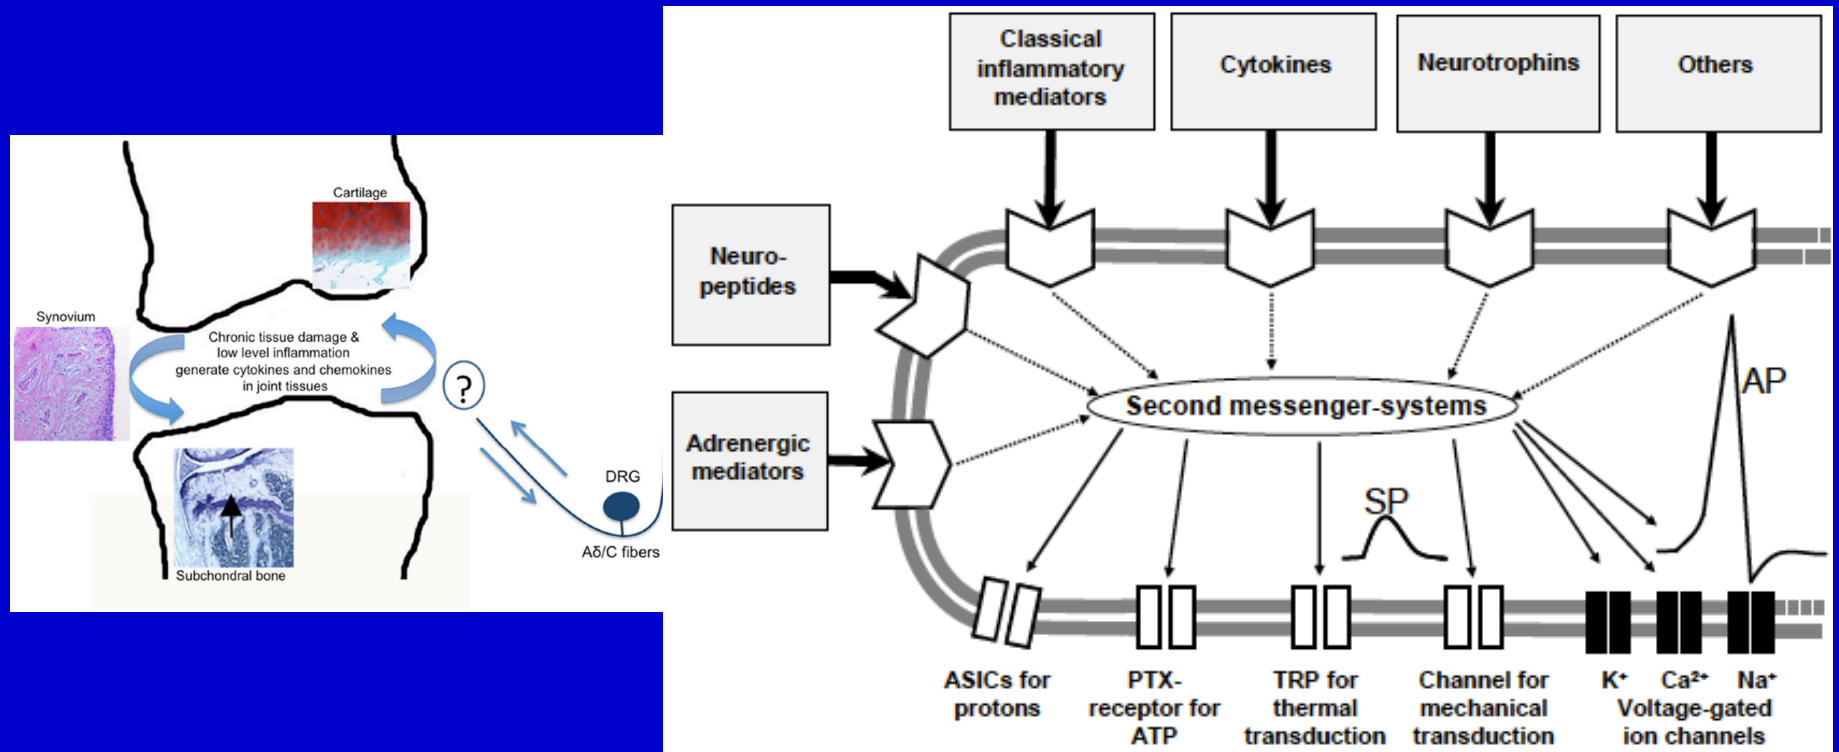 Cartilage
Synovium
Chronic tissue damage &
low level inflammation
generate cytokines and chemokines
in joint tissues
?
DRG
Aδ/C fibers
Subchondral bone
Classical
inflammatory
mediators
Cytokines
Neurotrophins
Others
Neuro-
peptides
Adrenergic
mediators
Second messenger-systems
AP
SP
ASICs for
protons
PTX-
receptor for
ATP
TRP for
thermal
transduction
Channel for
mechanical
transduction
K⁺ Ca²⁺ Na⁺
Voltage-gated
ion channels